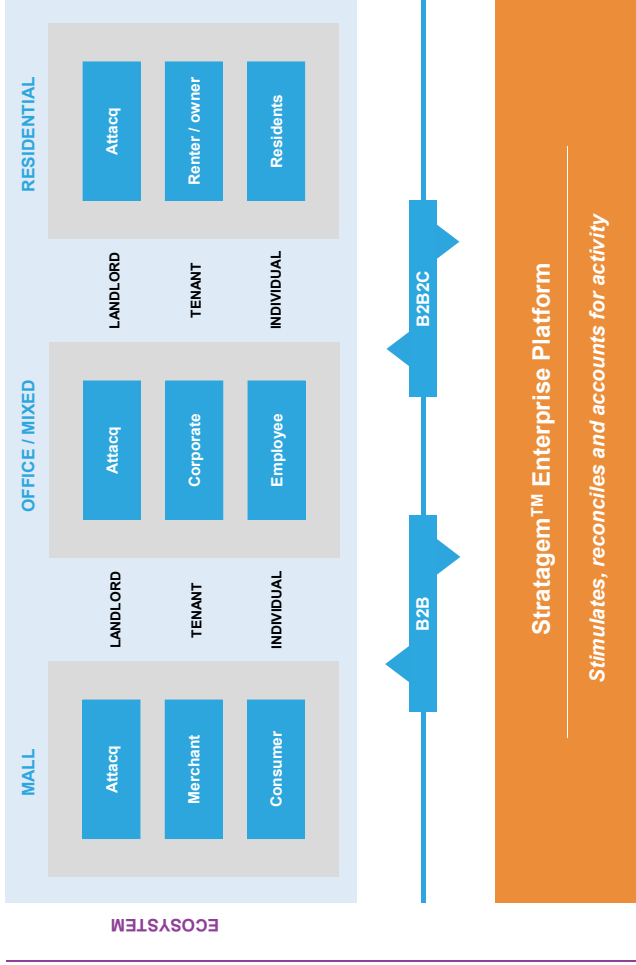 ECOSYSTEM
MALL
OFFICE / MIXED
RESIDENTIAL
Attacq
LANDLORD
Attacq
LANDLORD
Attacq
Merchant
TENANT
Corporate
TENANT
Renter / owner
Consumer
INDIVIDUAL
Employee
INDIVIDUAL
Residents
B2B
B2B2C
Stratagem™ Enterprise Platform
Stimulates, reconciles and accounts for activity